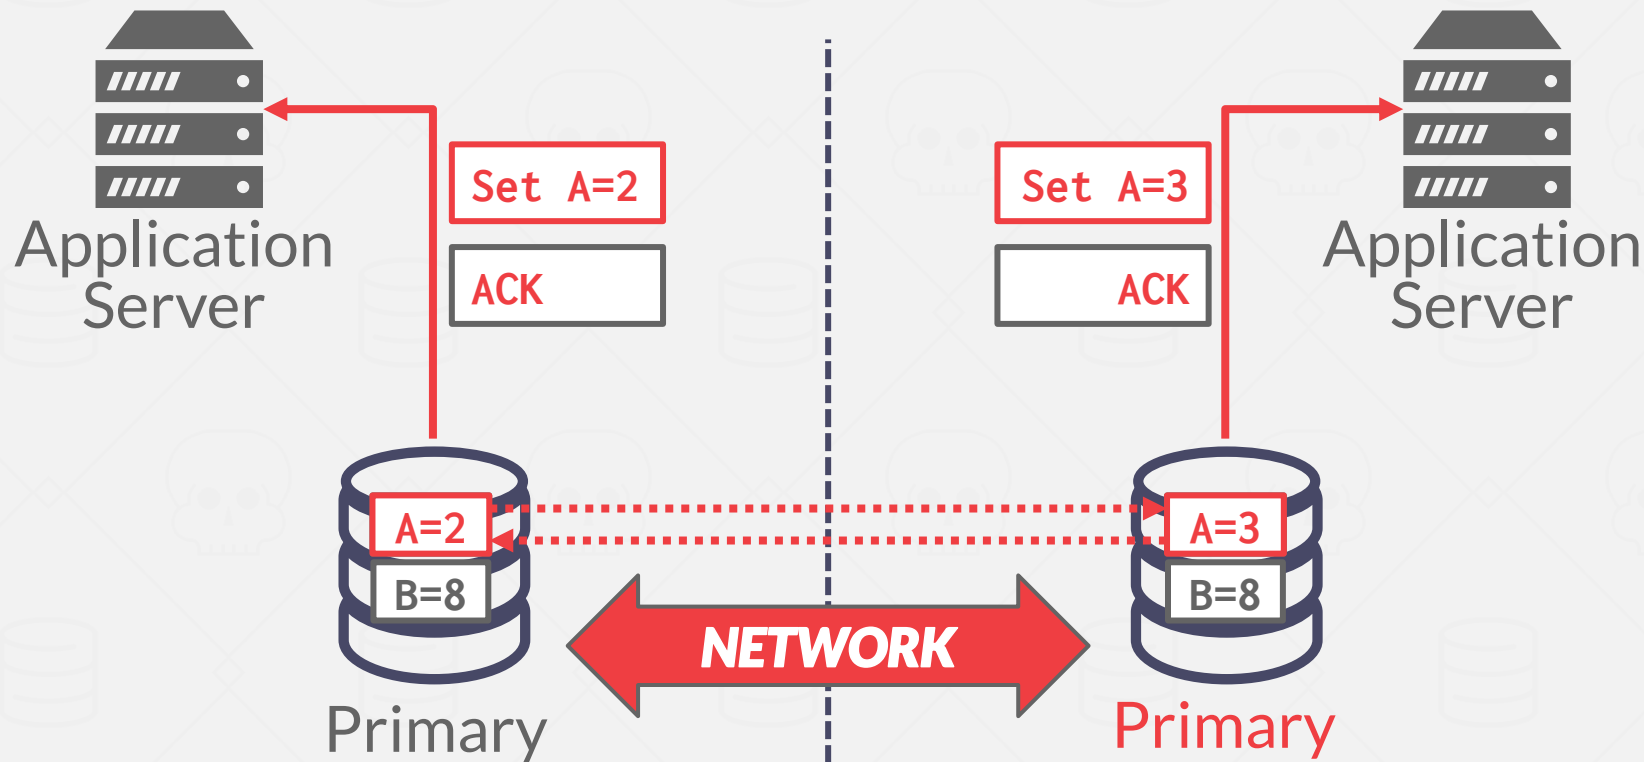 Set A=2
Set A=3
Application
Server
ACK
ACK
Application
Server
A=2
A=3
B=8
B=8
NETWORK
Primary
Primary